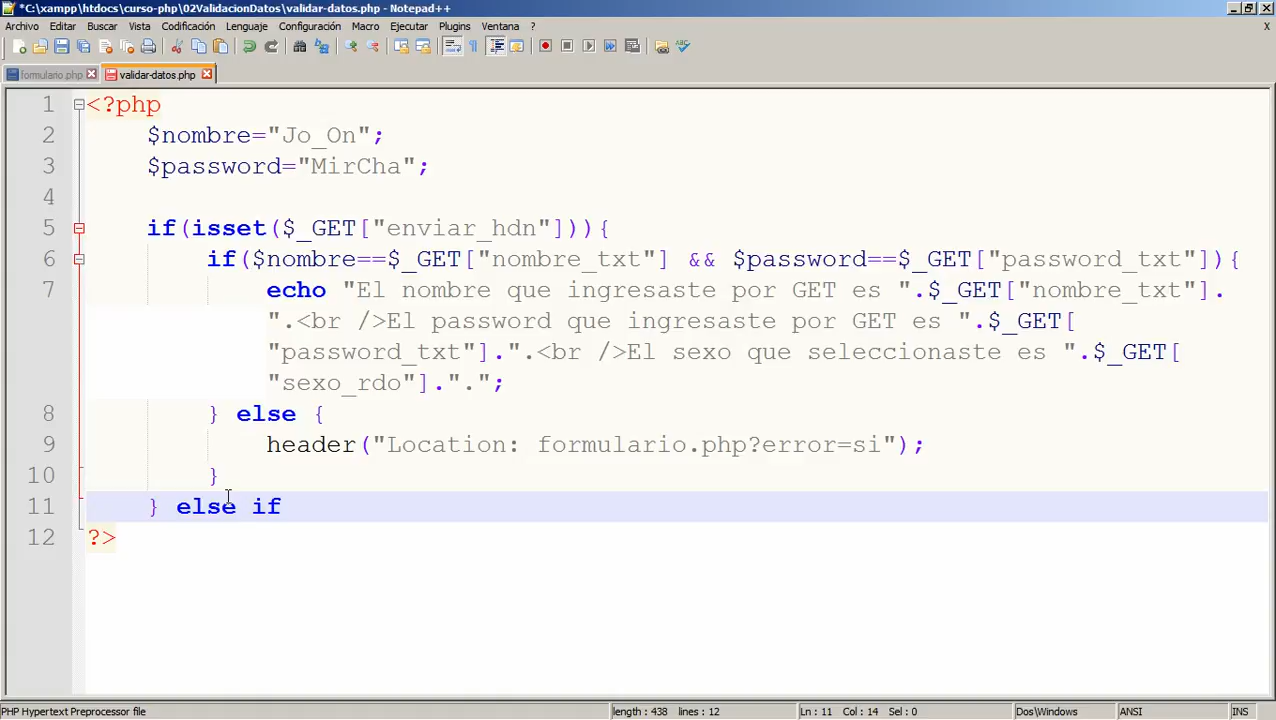 *C:\xampp\htdocs\curso-php\02ValidacionDatos\validar-datos.php - Notepad++
Archivo Editar Buscar Vista Codificación Lenguaje Configuración Macro Ejecutar Plugins Ventana ? X
formulario.php validar-datos.php
1 <?php
2 $nombre="Jo_On";
3 $password="MirCha";
4
5 if(isset($_GET["enviar_hdn"])){
6 if($nombre==$_GET["nombre_txt"] && $password==$_GET["password_txt"]){
7 echo "El nombre que ingresaste por GET es ".$_GET["nombre_txt"].
".<br />El password que ingresaste por GET es ".$_GET[
"password_txt"].".<br />El sexo que seleccionaste es ".$_GET[
"sexo_rdo"].".";
8 } else {
9 header("Location: formulario.php?error=si");
10 }
11 } else if
12 ?>
PHP Hypertext Preprocessor file length : 438 lines : 12 Ln : 11 Col : 14 Sel : 0 Dos\Windows ANSI INS